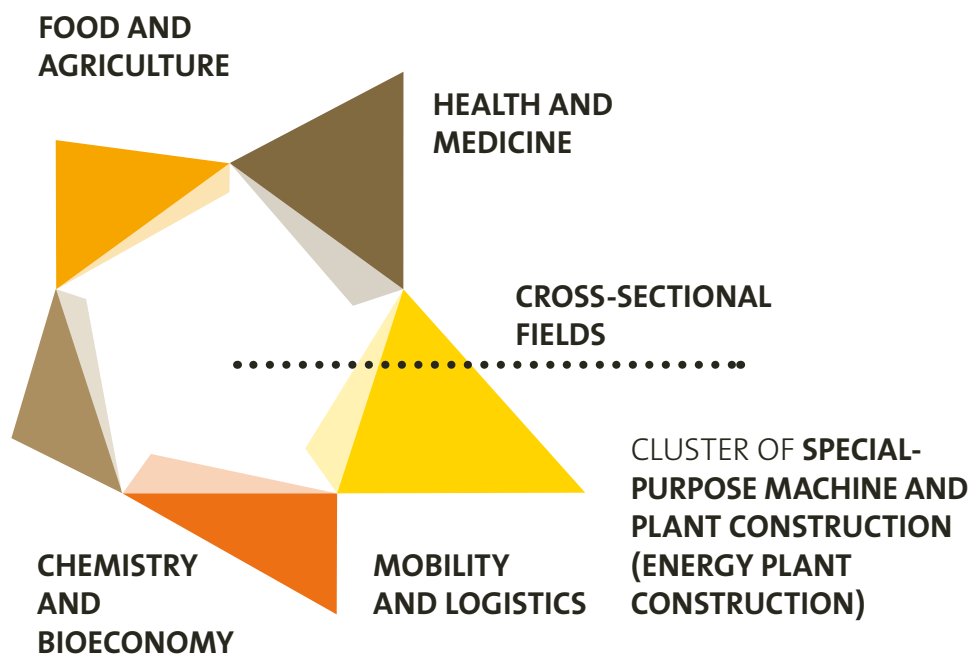 FOOD AND
AGRICULTURE
HEALTH AND
MEDICINE
CROSS-SECTIONAL
FIELDS
CLUSTER OF SPECIAL-
PURPOSE MACHINE AND
PLANT CONSTRUCTION
(ENERGY PLANT
CONSTRUCTION)
CHEMISTRY
AND
BIOECONOMY
MOBILITY
AND LOGISTICS